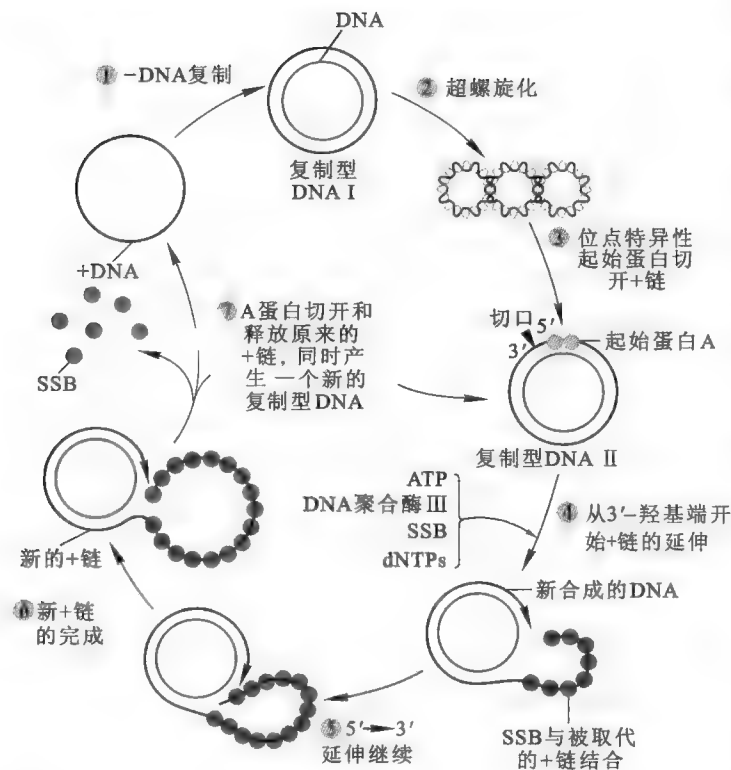 DNA
① -DNA复制
② 超螺旋化
复制型
DNA Ⅰ
③ 位点特异性
起始蛋白切
开+链
+DNA
⑦ A蛋白切开和
释放原来的
+链，同时产
生一个新的
复制型DNA
切口
5′
3′
起始蛋白A
SSB
复制型DNA Ⅱ
ATP
DNA聚合酶Ⅲ
SSB
dNTPs
④ 从3′-羟基端开
始+链的延伸
新的+链
新合成的DNA
⑥ 新+链
的完成
⑤ 5′→3′
延伸继续
SSB与被取代
的+链结合